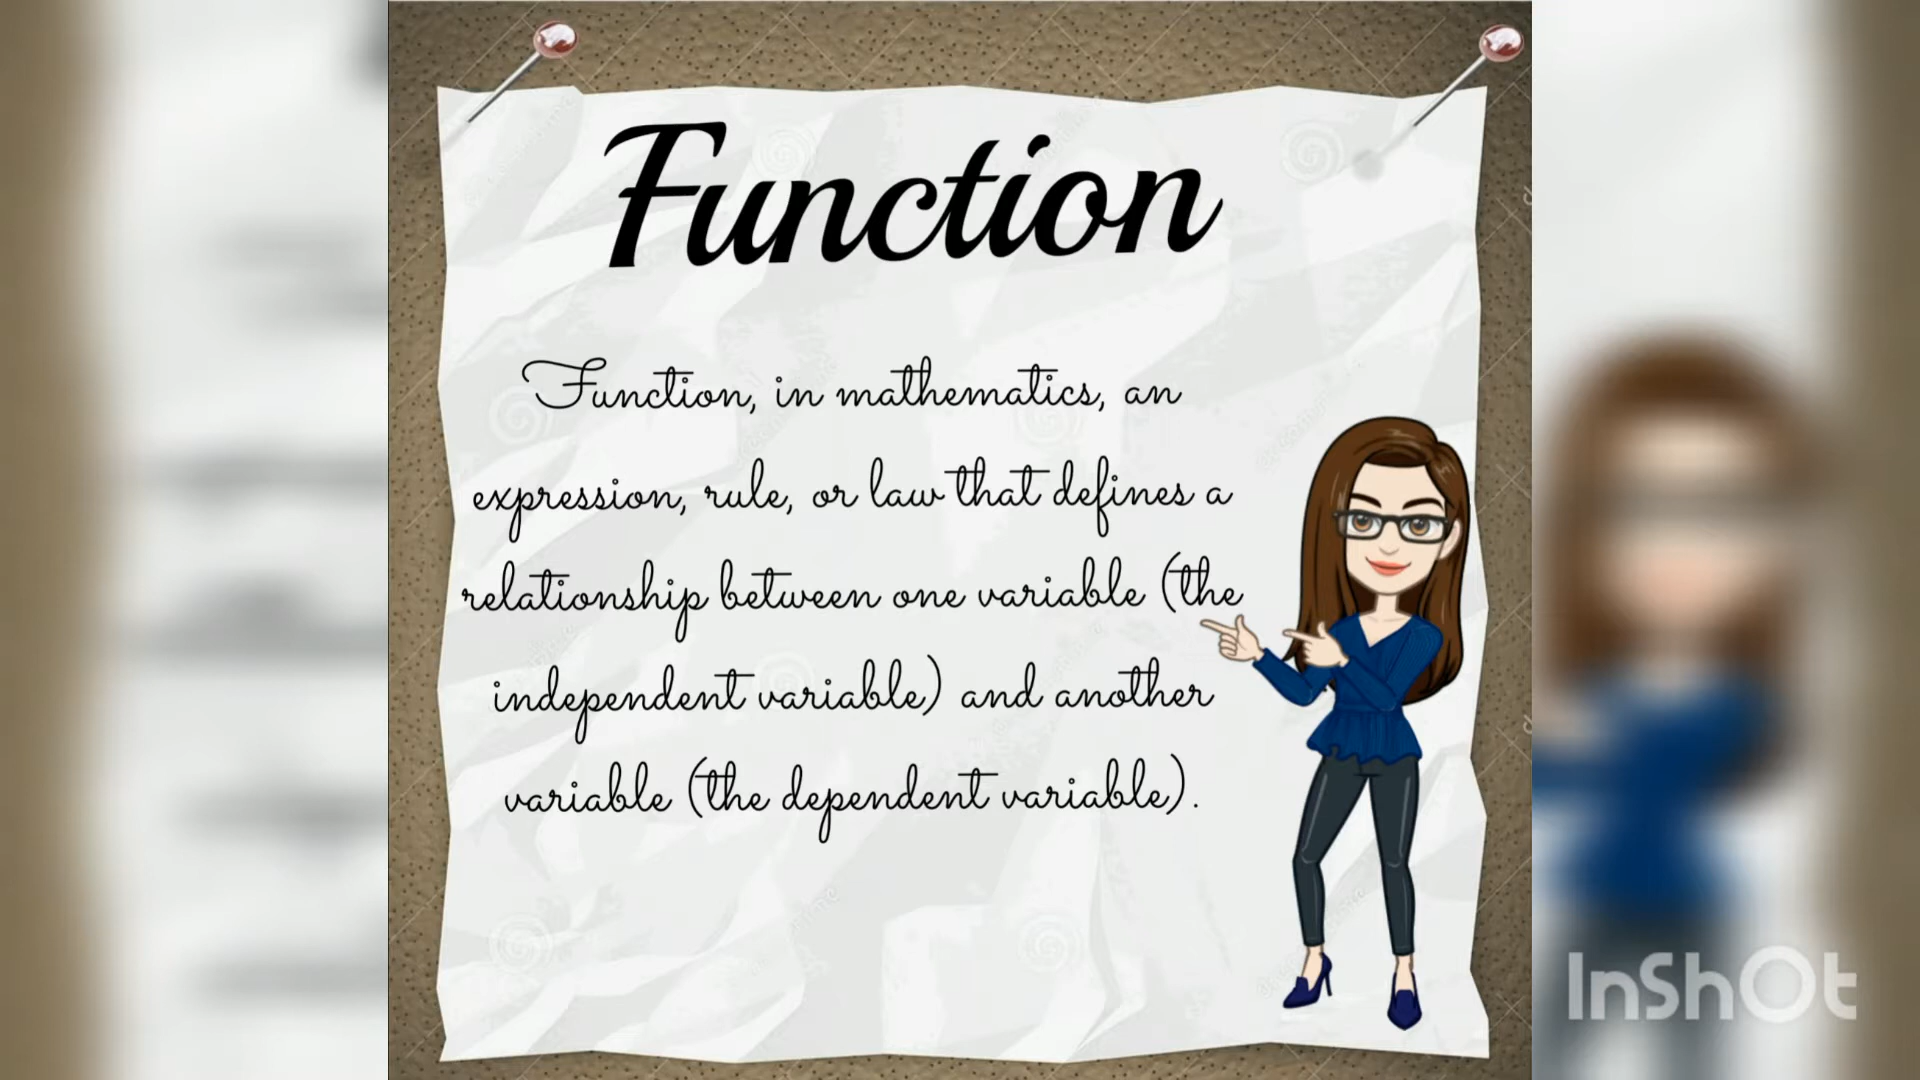 Function
Function, in mathematics, an
expression, rule, or law that defines a
relationship between one variable (the
independent variable) and another
variable (the dependent variable).
InShOt